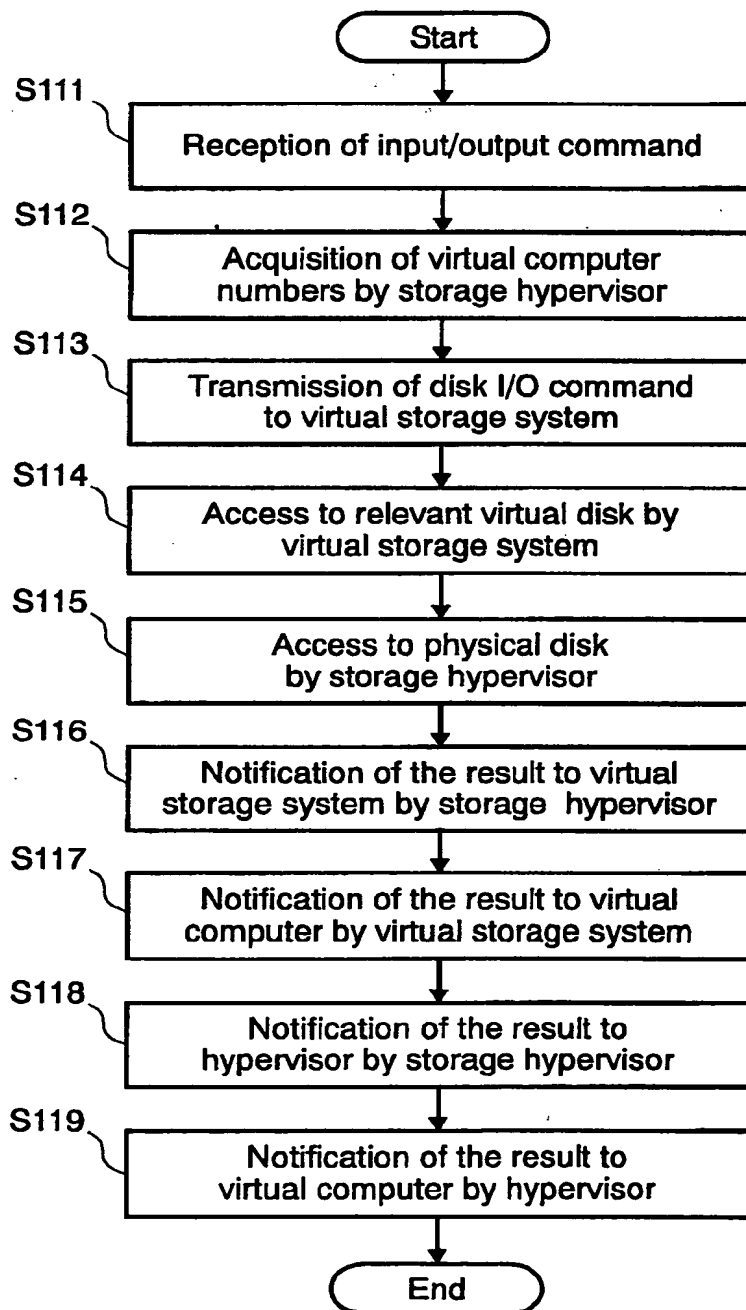 Start
S111
Reception of input/output command
S112
Acquisition of virtual computer
numbers by storage hypervisor
S113
Transmission of disk I/O command
to virtual storage system
S114
Access to relevant virtual disk by
virtual storage system
S115
Access to physical disk
by storage hypervisor
S116
Notification of the result to virtual
storage system by storage hypervisor
S117
Notification of the result to virtual
computer by virtual storage system
S118
Notification of the result to
hypervisor by storage hypervisor
S119
Notification of the result to
virtual computer by hypervisor
End